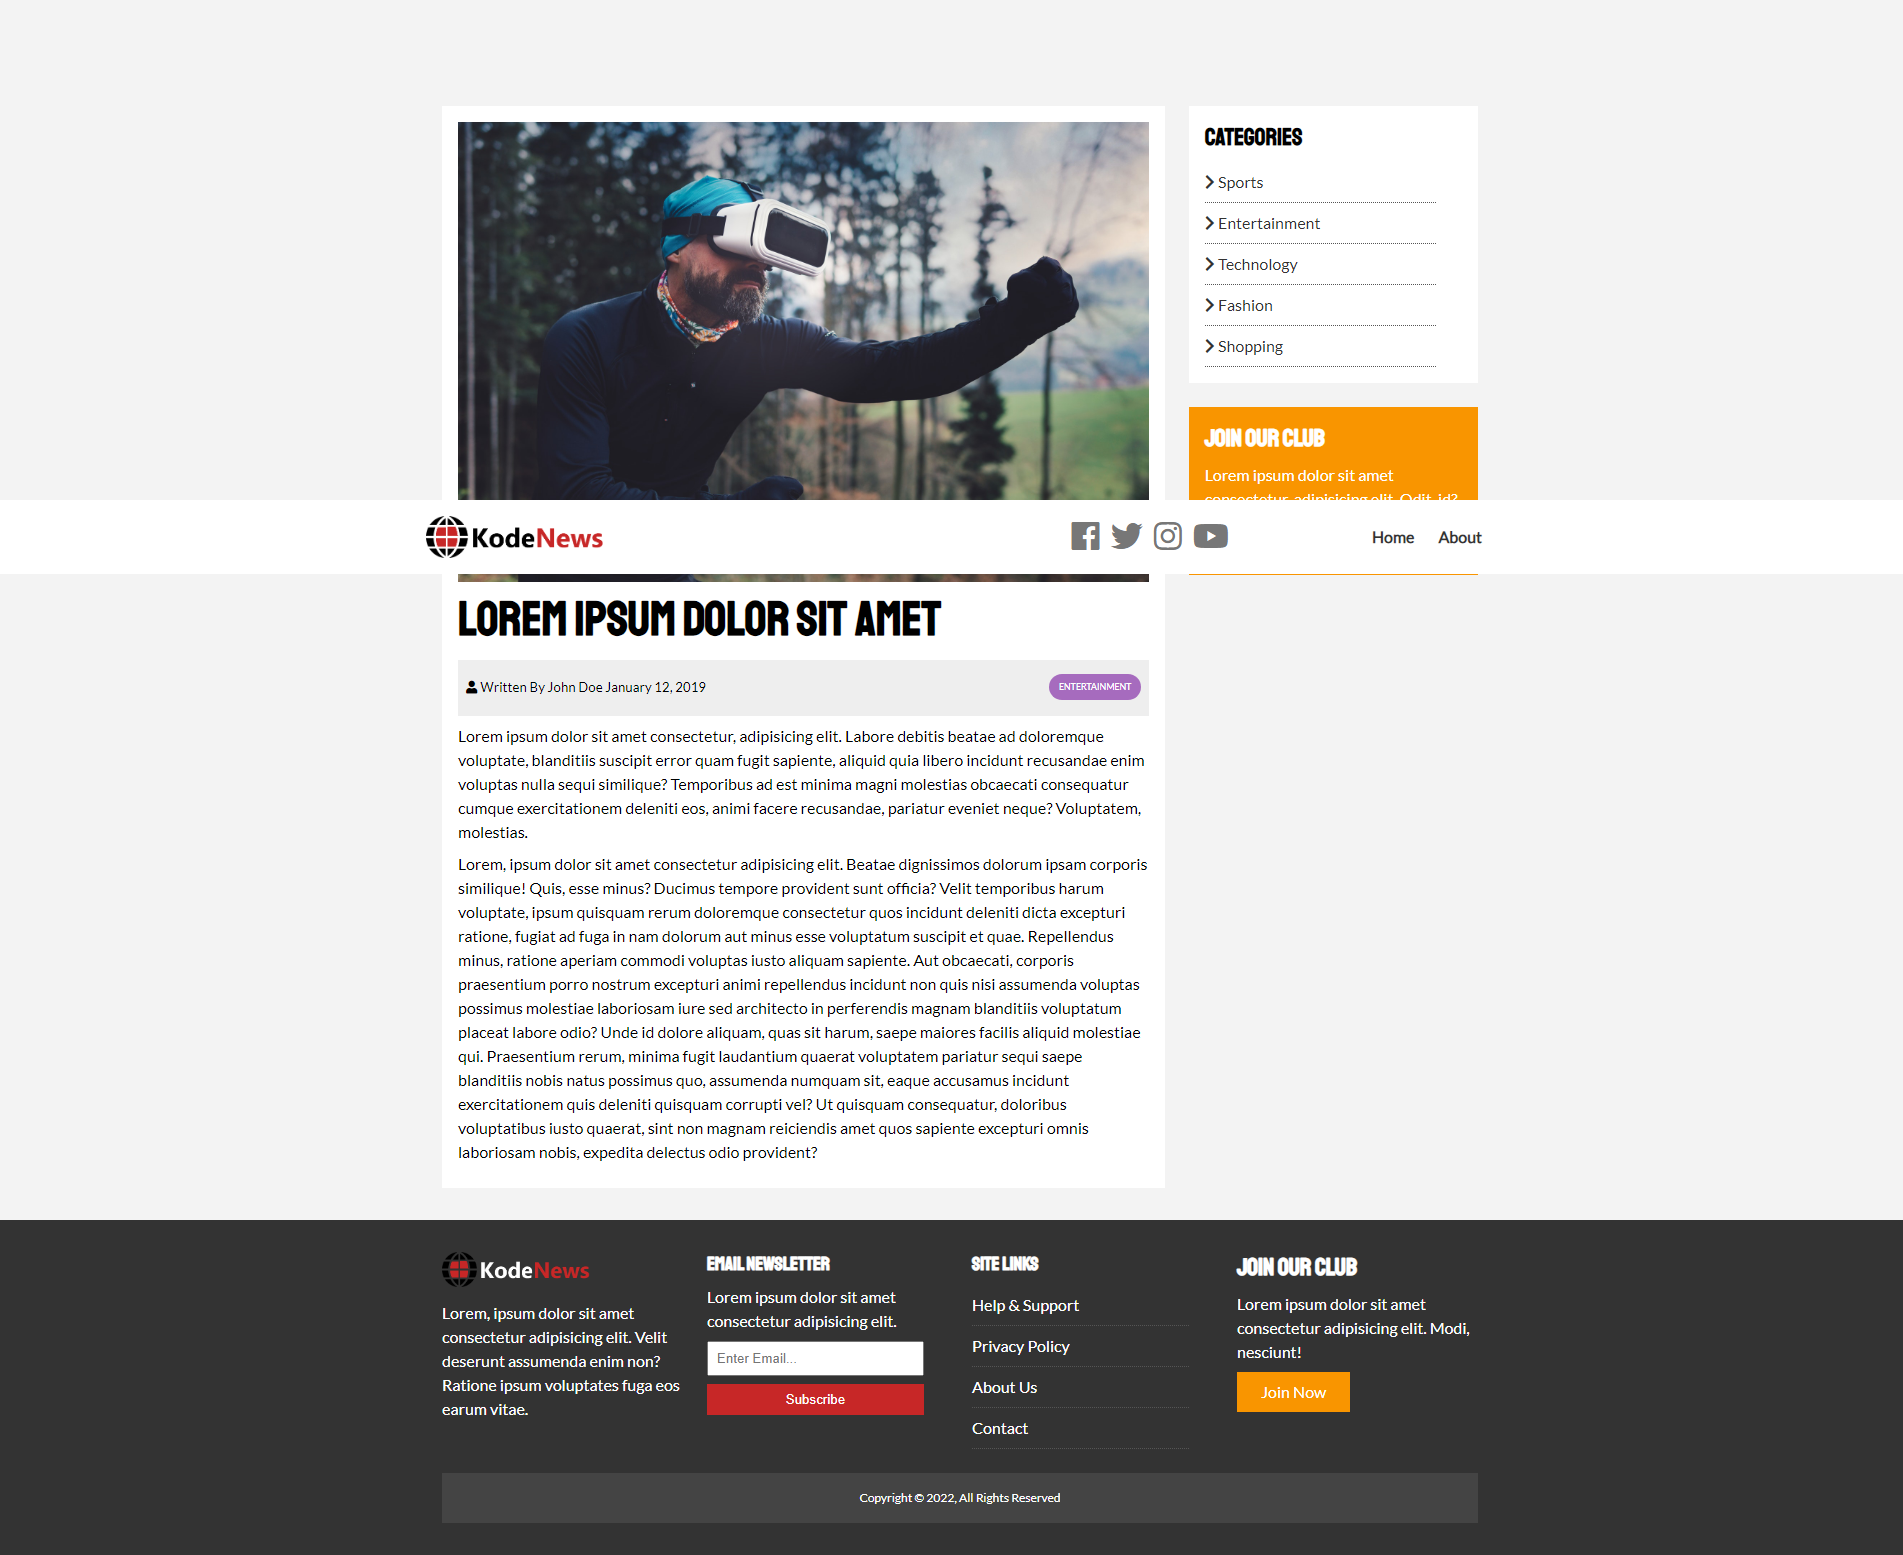 CATEGORIES
Sports
Entertainment
Technology
Fashion
Shopping
JOIN OUR CLUB
Lorem ipsum dolor sit amet
consectetur, adipisicing elit. Odit, id?
KodeNews
Home
About
LOREM IPSUM DOLOR SIT AMET
Written By John Doe January 12, 2019
ENTERTAINMENT
Lorem ipsum dolor sit amet consectetur, adipisicing elit. Labore debitis beatae ad doloremque
voluptate, blanditiis suscipit error quam fugit sapiente, aliquid quia libero incidunt recusandae enim
voluptas nulla sequi similique? Temporibus ad est minima magni molestias obcaecati consequatur
cumque exercitationem deleniti eos, animi facere recusandae, pariatur eveniet neque? Voluptatem,
molestias.
Lorem, ipsum dolor sit amet consectetur adipisicing elit. Beatae dignissimos dolorum ipsam corporis
similique! Quis, esse minus? Ducimus tempore provident sunt officia? Velit temporibus harum
voluptate, ipsum quisquam rerum doloremque consectetur quos incidunt deleniti dicta excepturi
ratione, fugiat ad fuga in nam dolorum aut minus esse voluptatum suscipit et quae. Repellendus
minus, ratione aperiam commodi voluptas iusto aliquam sapiente. Aut obcaecati, corporis
praesentium porro nostrum excepturi animi repellendus incidunt non quis nisi assumenda voluptas
possimus molestiae laboriosam iure sed architecto in perferendis magnam blanditiis voluptatum
placeat labore odio? Unde id dolore aliquam, quas sit harum, saepe maiores facilis aliquid molestiae
qui. Praesentium rerum, minima fugit laudantium quaerat voluptatem pariatur sequi saepe
blanditiis nobis natus possimus quo, assumenda numquam sit, eaque accusamus incidunt
exercitationem quis deleniti quisquam corrupti vel? Ut quisquam consequatur, doloribus
voluptatibus iusto quaerat, sint non magnam reiciendis amet quos sapiente excepturi omnis
laboriosam nobis, expedita delectus odio provident?
KodeNews
Lorem, ipsum dolor sit amet
consectetur adipisicing elit. Velit
deserunt assumenda enim non?
Ratione ipsum voluptates fuga eos
earum vitae.
EMAIL NEWSLETTER
Lorem ipsum dolor sit amet
consectetur adipisicing elit.
Enter Email...
Subscribe
SITE LINKS
Help & Support
Privacy Policy
About Us
Contact
JOIN OUR CLUB
Lorem ipsum dolor sit amet
consectetur adipisicing elit. Modi,
nesciunt!
Join Now
Copyright © 2022, All Rights Reserved